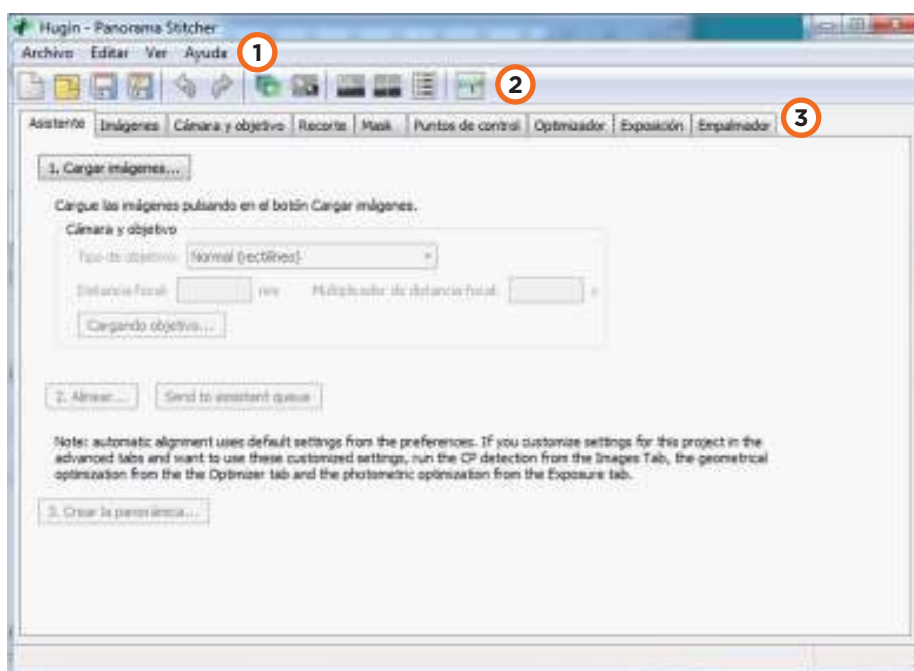 Hugin - Panorama Stitcher
Archivo Editar Ver Ayuda 1
2
Asistente Imágenes Cámara y objetivo Recorte Mask Puntos de control Optimizador Exposición Empalmador 3
1. Cargar imágenes...
Cargue las imágenes pulsando en el botón Cargar imágenes.
Cámara y objetivo
Tipo de objetivo: Normal (rectilíneo)
Distancia focal: mm Multiplicador de distancia focal: x
Cargando objetivo...
2. Alinear... Send to assistant queue
Note: automatic alignment uses default settings from the preferences. If you customize settings for this project in the
advanced tabs and want to use these customized settings, run the CP detection from the Images Tab, the geometrical
optimization from the the Optimizer tab and the photometric optimization from the Exposure tab.
3. Crear la panorámica...